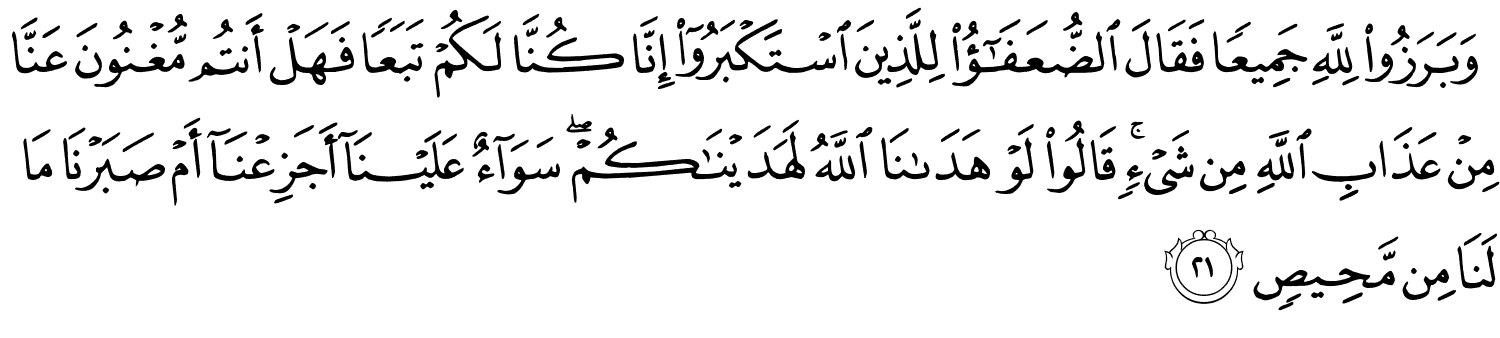 وَبَرَزُوا۟ لِلَّهِ جَمِيعًا فَقَالَ ٱلضُّعَفَـٰٓؤُا۟ لِلَّذِينَ ٱسْتَكْبَرُوٓا۟ إِنَّا كُنَّا لَكُمْ تَبَعًا فَهَلْ أَنتُم مُّغْنُونَ عَنَّا
مِنْ عَذَابِ ٱللَّهِ مِن شَىْءٍ ۚ قَالُوا۟ لَوْ هَدَىٰنَا ٱللَّهُ لَهَدَيْنَـٰكُمْ ۖ سَوَآءٌ عَلَيْنَآ أَجَزِعْنَآ أَمْ صَبَرْنَا مَا
لَنَا مِن مَّحِيصٍ ٢١